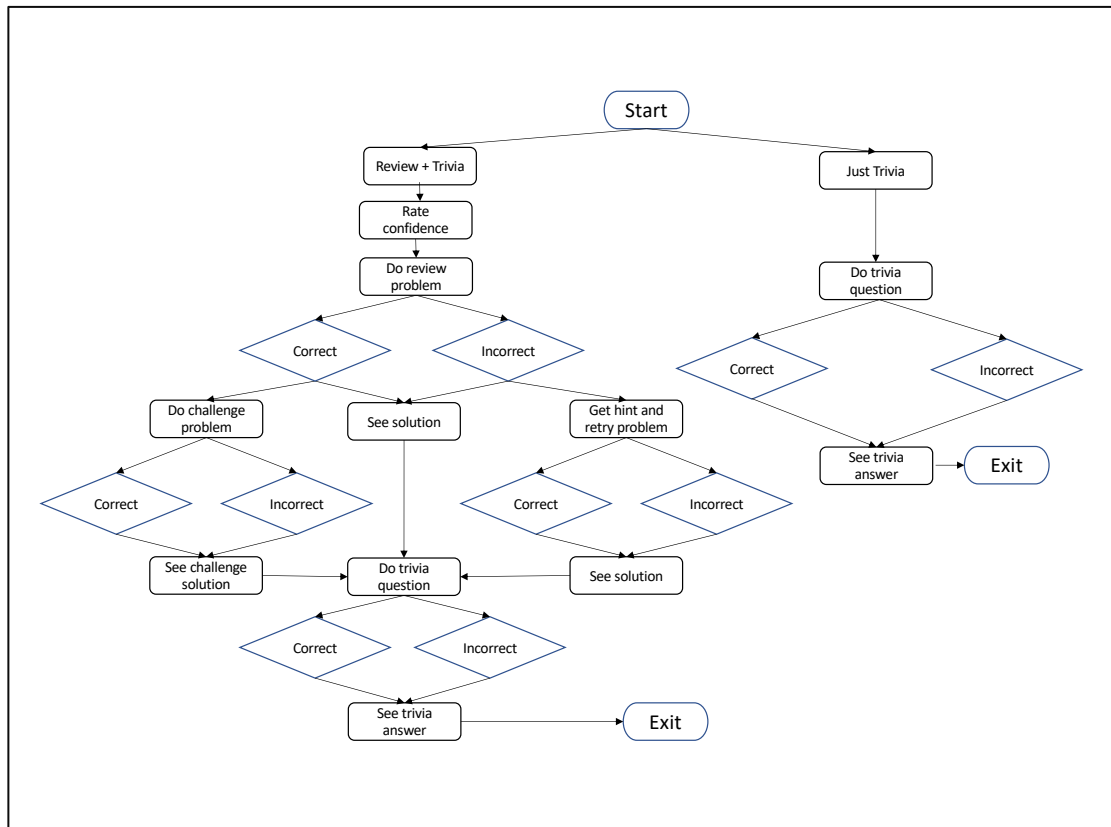 Start
Review + Trivia
Just Trivia
Rate
confidence
Do review
problem
Do trivia
question
Correct
Incorrect
Correct
Incorrect
Do challenge
problem
See solution
Get hint and
retry problem
See trivia
answer
Exit
Correct
Incorrect
Correct
Incorrect
See challenge
solution
Do trivia
question
See solution
Correct
Incorrect
See trivia
answer
Exit